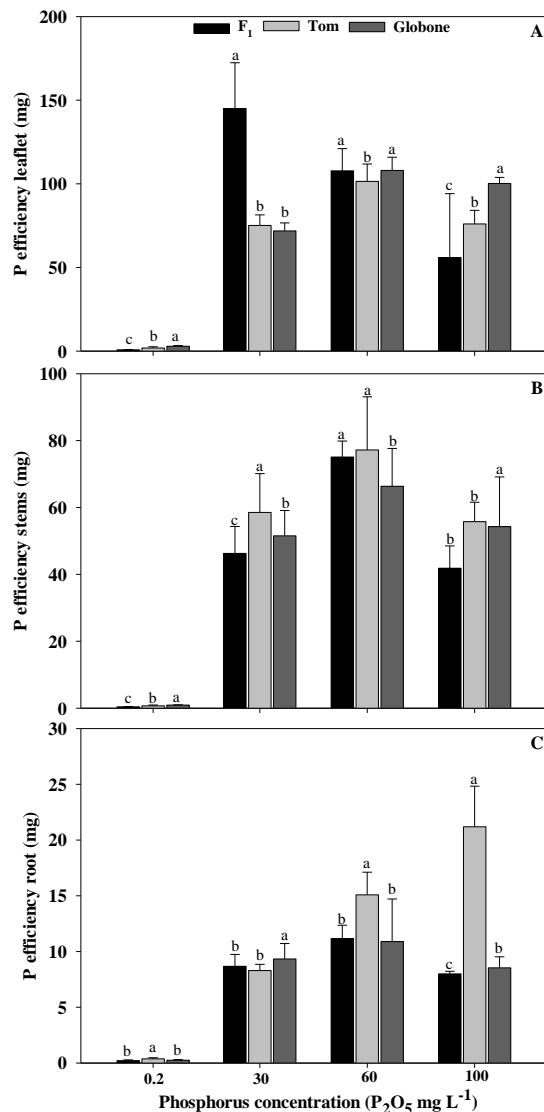 F1 Tom Globone
A
P efficiency leaflet (mg)
200
150
100
50
0
c b a
a b b
a b a
c b a
B
P efficiency stems (mg)
100
80
60
40
20
0
c b a
c a b
a a b
b b a
C
P efficiency root (mg)
30
25
20
15
10
5
0
b a b
b b a
b a b
c a b
0.2 30 60 100
Phosphorus concentration (P2O5 mg L-1)